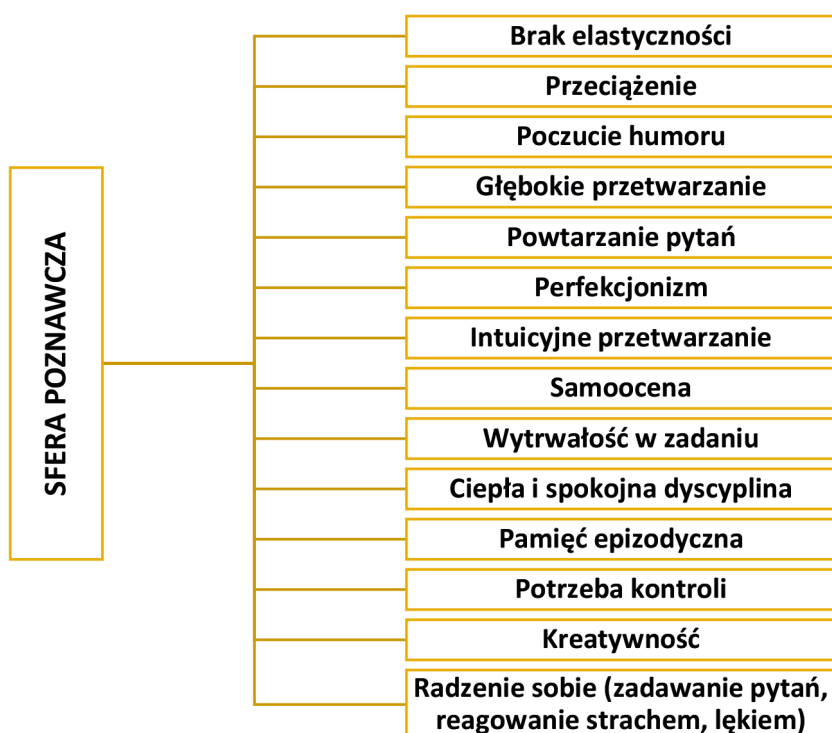 SFERA POZNAWCZA
Brak elastyczności
Przeciążenie
Poczucie humoru
Głębokie przetwarzanie
Powtarzanie pytań
Perfekcjonizm
Intuicyjne przetwarzanie
Samoocena
Wytrwałość w zadaniu
Ciepła i spokojna dyscyplina
Pamięć epizodyczna
Potrzeba kontroli
Kreatywność
Radzenie sobie (zadawanie pytań,
reagowanie strachem, lękiem)